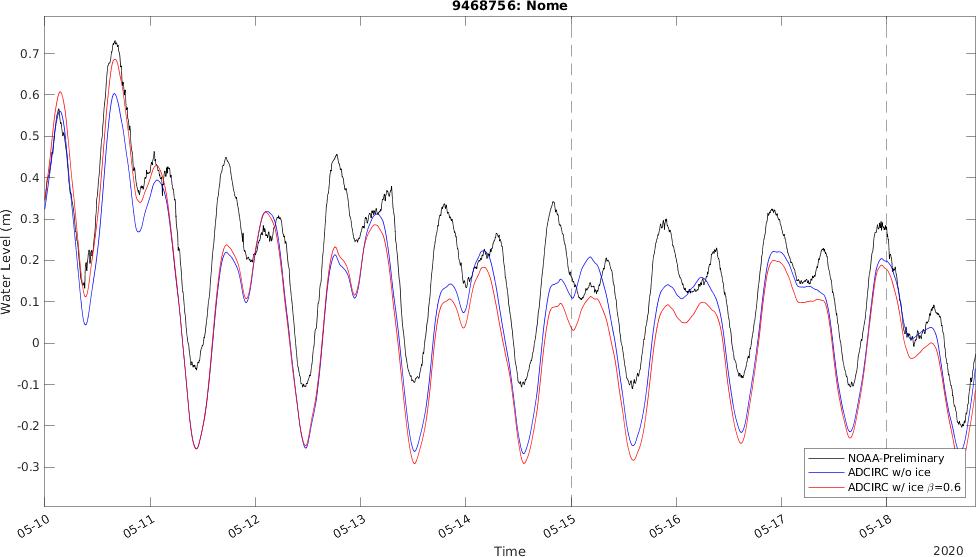 9468756: Nome
Water Level (m)
0.7
0.6
0.5
0.4
0.3
0.2
0.1
0
-0.1
-0.2
-0.3
NOAA-Preliminary
ADCIRC w/o ice
ADCIRC w/ ice β=0.6
05-10 05-11 05-12 05-13 05-14 05-15 05-16 05-17 05-18
Time
2020